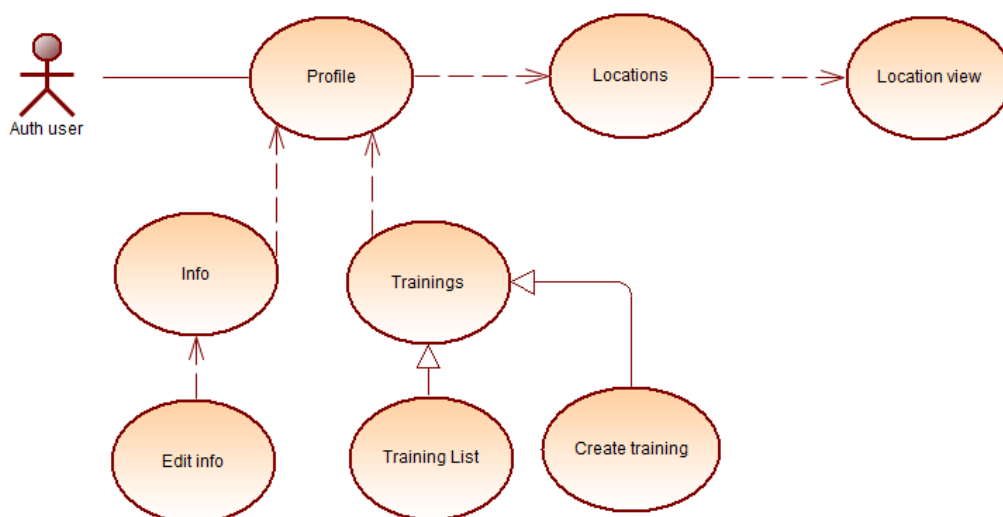 Profile
Locations
Location view
Auth user
Info
Trainings
Edit info
Training List
Create training